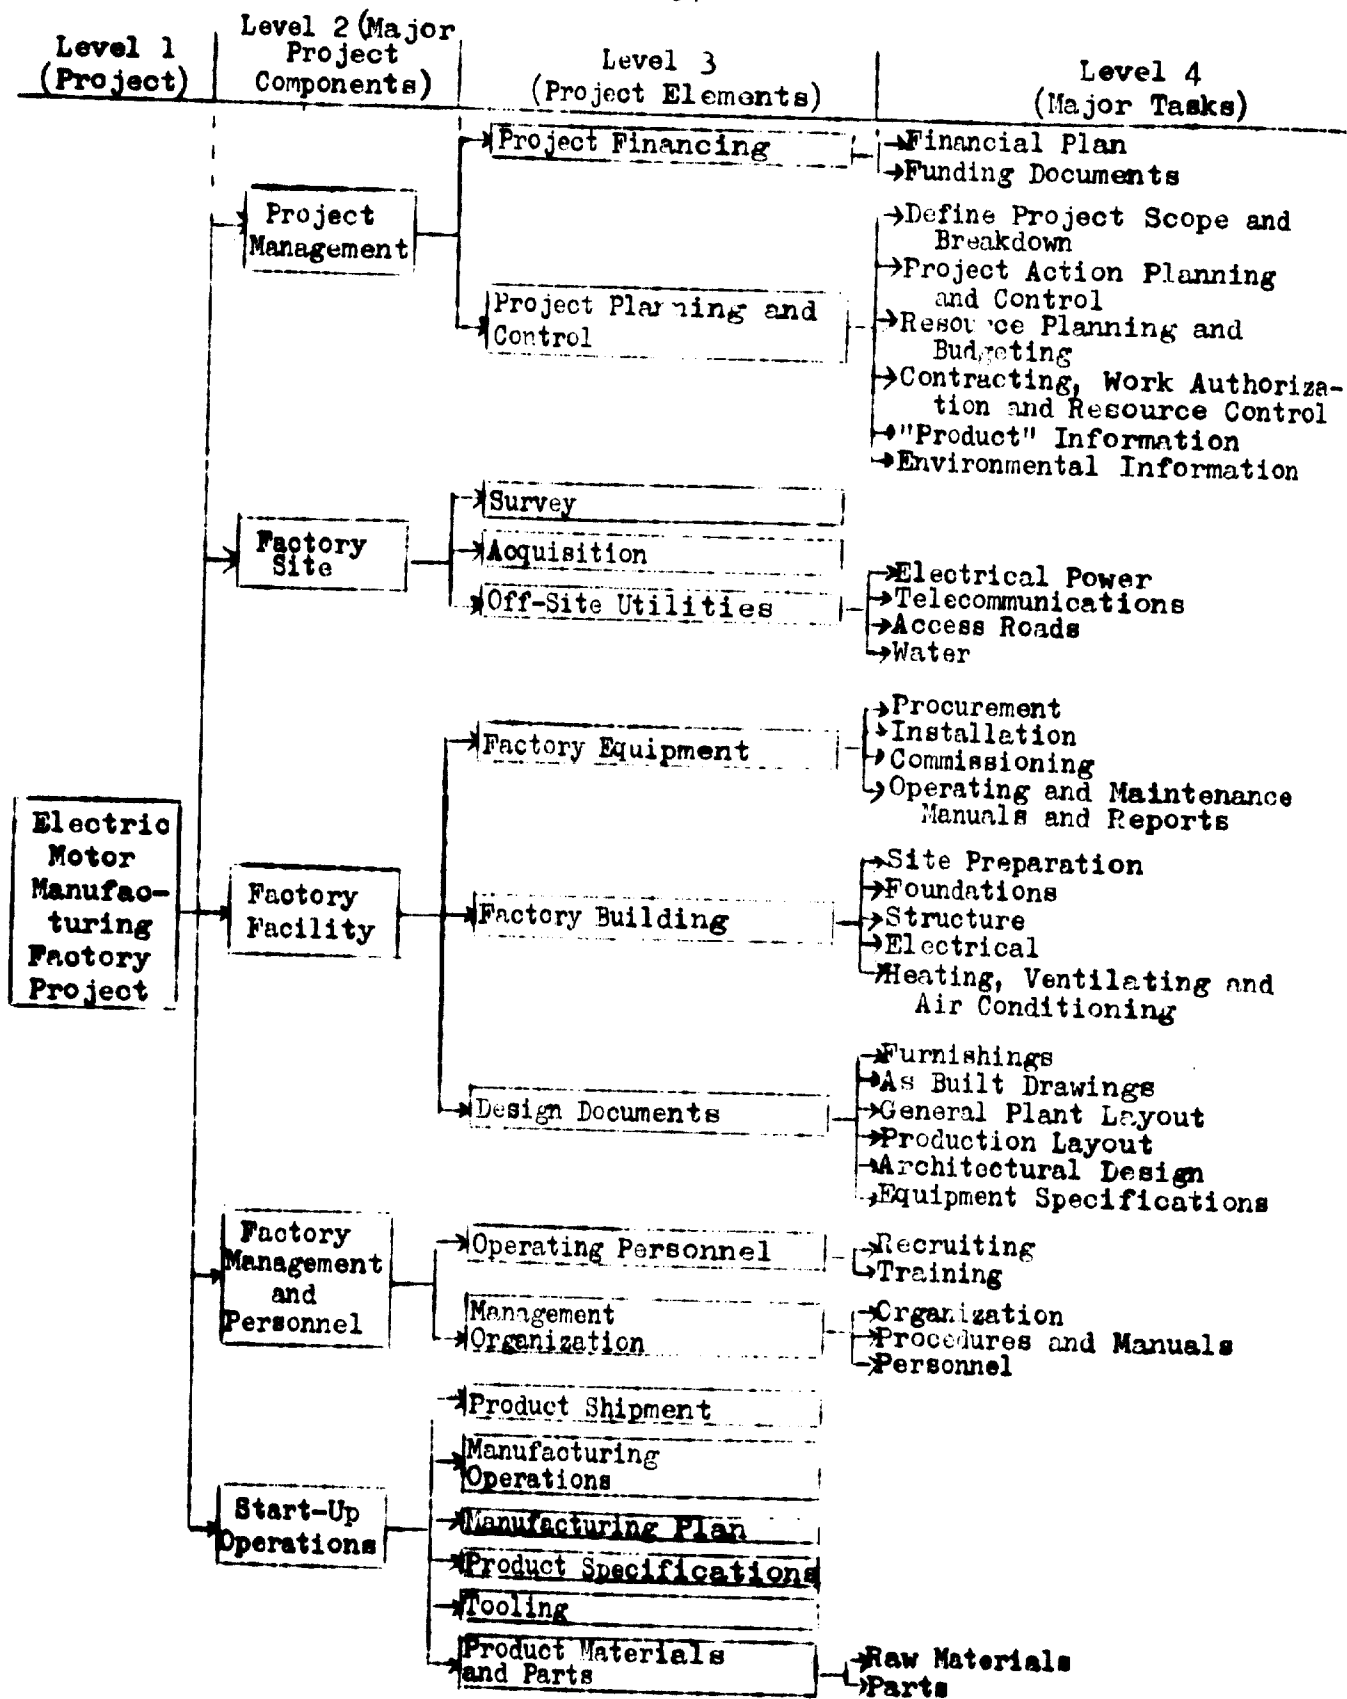 Level 1
(Project)
Level 2 (Major
Project
Components)
Level 3
(Project Elements)
Level 4
(Major Tasks)
Electric
Motor
Manufac-
turing
Factory
Project
Project
Management
Project Financing
Financial Plan
Funding Documents
Project Planning and
Control
Define Project Scope and
Breakdown
Project Action Planning
and Control
Resource Planning and
Budgeting
Contracting, Work Authoriza-
tion and Resource Control
"Product" Information
Environmental Information
Factory
Site
Survey
Acquisition
Off-Site Utilities
Electrical Power
Telecommunications
Access Roads
Water
Factory
Facility
Factory Equipment
Procurement
Installation
Commissioning
Operating and Maintenance
Manuals and Reports
Factory Building
Site Preparation
Foundations
Structure
Electrical
Heating, Ventilating and
Air Conditioning
Design Documents
Furnishings
As Built Drawings
General Plant Layout
Production Layout
Architectural Design
Equipment Specifications
Factory
Management
and
Personnel
Operating Personnel
Recruiting
Training
Management
Organization
Organization
Procedures and Manuals
Personnel
Start-Up
Operations
Product Shipment
Manufacturing
Operations
Manufacturing Plan
Product Specifications
Tooling
Product Materials
and Parts
Raw Materials
Parts